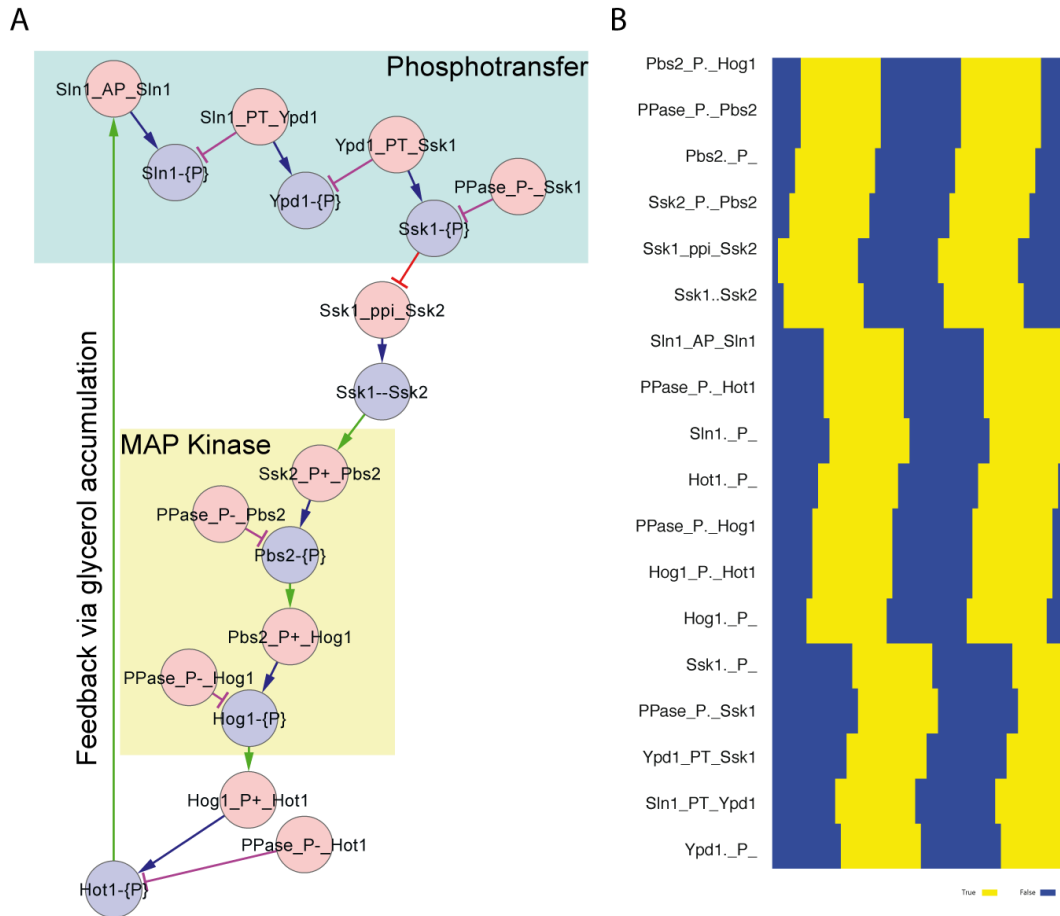 A
Phosphotransfer
Sln1_AP_Sln1
Sln1_PT_Ypd1
Ypd1_PT_Ssk1
Sln1-{P}
PPase_P-_Ssk1
Ypd1-{P}
Ssk1-{P}
Ssk1_ppi_Ssk2
Ssk1--Ssk2
Feedback via glycerol accumulation
MAP Kinase
Ssk2_P+_Pbs2
PPase_P-_Pbs2
Pbs2-{P}
Pbs2_P+_Hog1
PPase_P-_Hog1
Hog1-{P}
Hog1_P+_Hot1
PPase_P-_Hot1
Hot1-{P}
B
Pbs2_P._Hog1
PPase_P._Pbs2
Pbs2._P_
Ssk2_P._Pbs2
Ssk1_ppi_Ssk2
Ssk1..Ssk2
Sln1_AP_Sln1
PPase_P._Hot1
Sln1._P_
Hot1._P_
PPase_P._Hog1
Hog1_P._Hot1
Hog1._P_
Ssk1._P_
PPase_P._Ssk1
Ypd1_PT_Ssk1
Sln1_PT_Ypd1
Ypd1._P_
True False